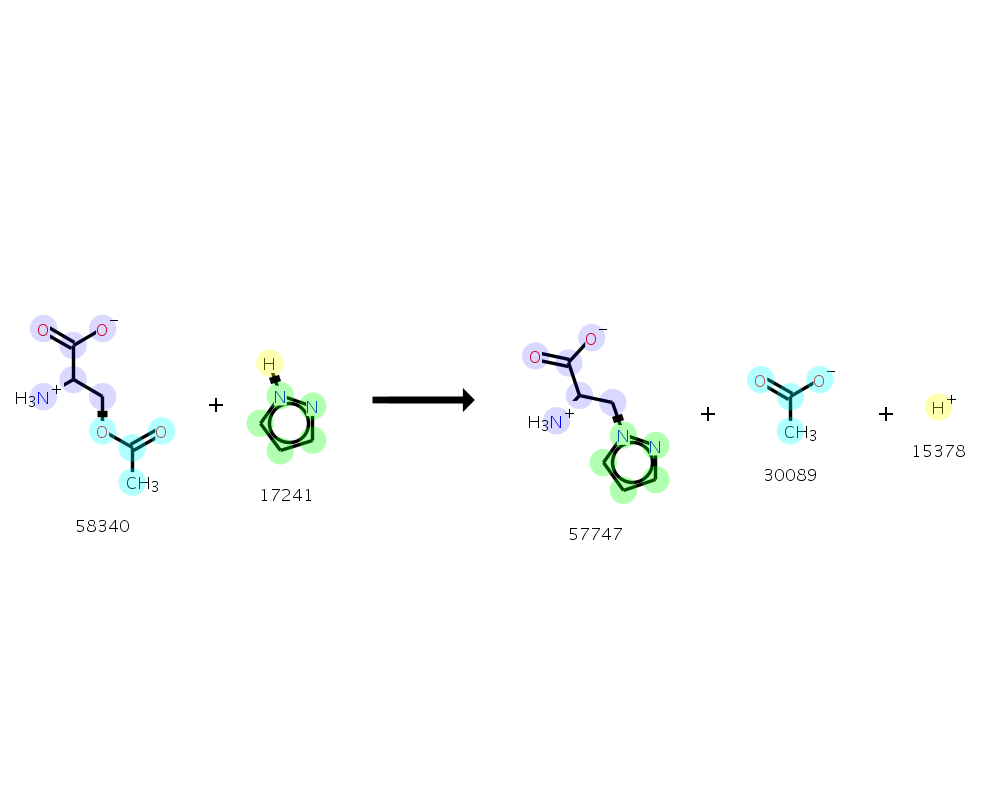 O O⁻
H₃N⁺
O O
CH₃
58340
+
H
N N
17241
O O⁻
H₃N⁺
N N
57747
+
O O⁻
CH₃
30089
+
H⁺
15378